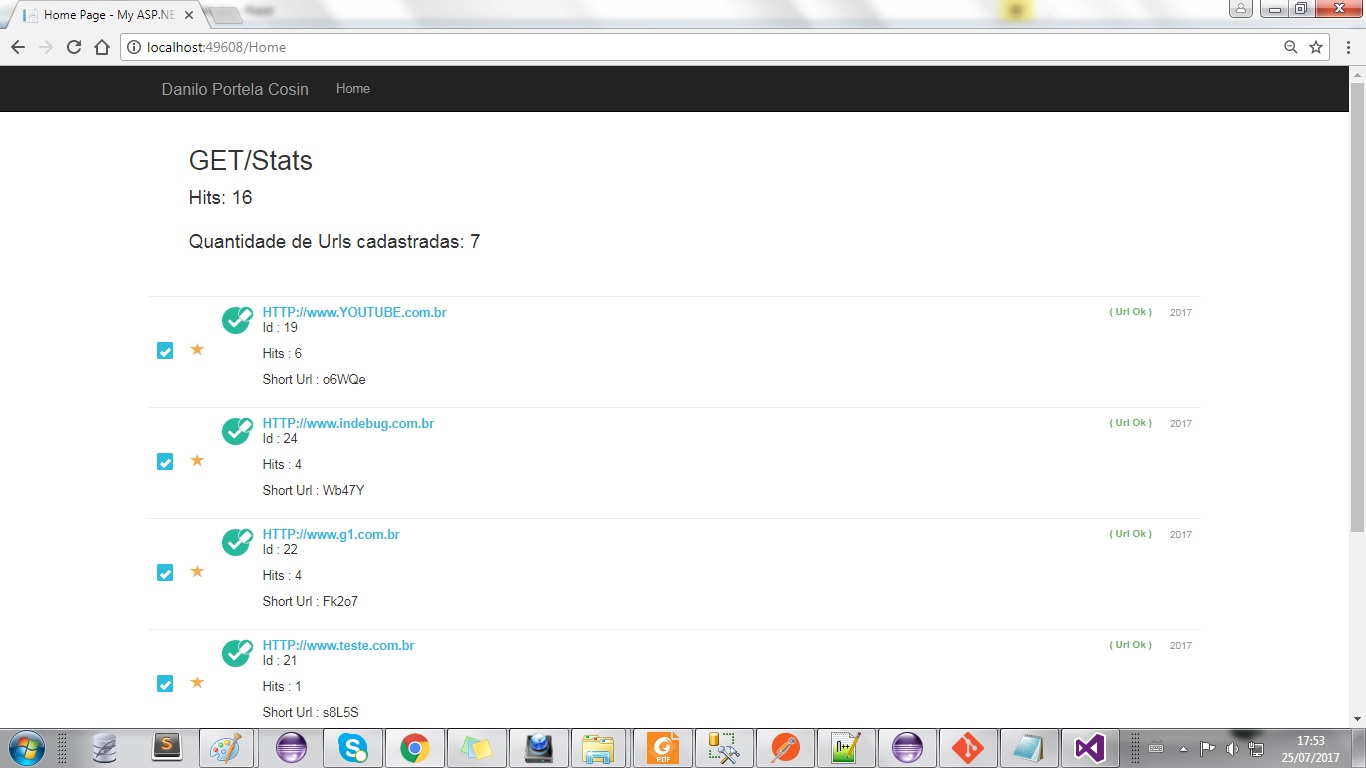 Home Page - My ASP.NE
localhost:49608/Home
Danilo Portela Cosin
Home
GET/Stats
Hits: 16
Quantidade de Urls cadastradas: 7
HTTP://www.YOUTUBE.com.br
( Url Ok )
2017
Id : 19
Hits : 6
Short Url : o6WQe
HTTP://www.indebug.com.br
( Url Ok )
2017
Id : 24
Hits : 4
Short Url : Wb47Y
HTTP://www.g1.com.br
( Url Ok )
2017
Id : 22
Hits : 4
Short Url : Fk2o7
HTTP://www.teste.com.br
( Url Ok )
2017
Id : 21
Hits : 1
Short Url : s8L5S
S
S
G
PDF
n++
17:53
25/07/2017